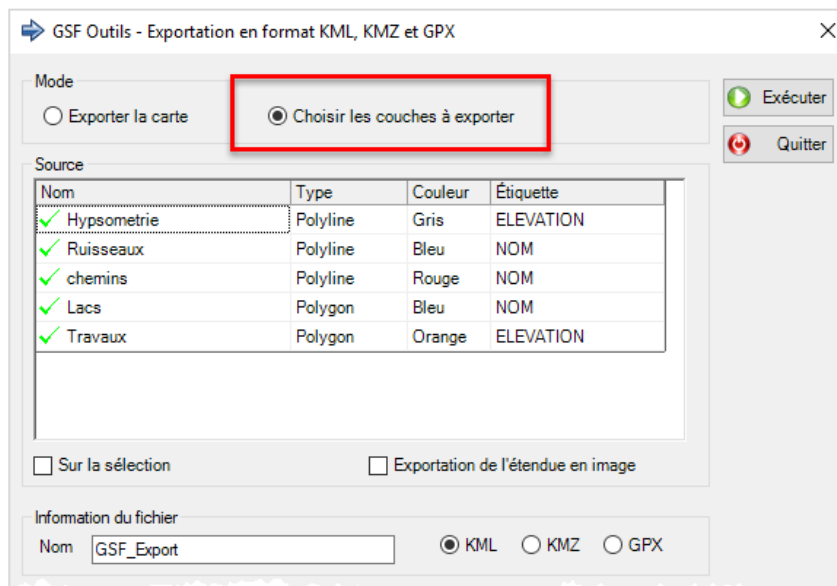 GSF Outils - Exportation en format KML, KMZ et GPX
Mode
Exporter la carte Choisir les couches à exporter
Exécuter
Quitter
Source
Nom Type Couleur Étiquette
Hypsometrie Polyline Gris ELEVATION
Ruisseaux Polyline Bleu NOM
chemins Polyline Rouge NOM
Lacs Polygon Bleu NOM
Travaux Polygon Orange ELEVATION
Sur la sélection Exportation de l'étendue en image
Information du fichier
Nom GSF_Export KML KMZ GPX